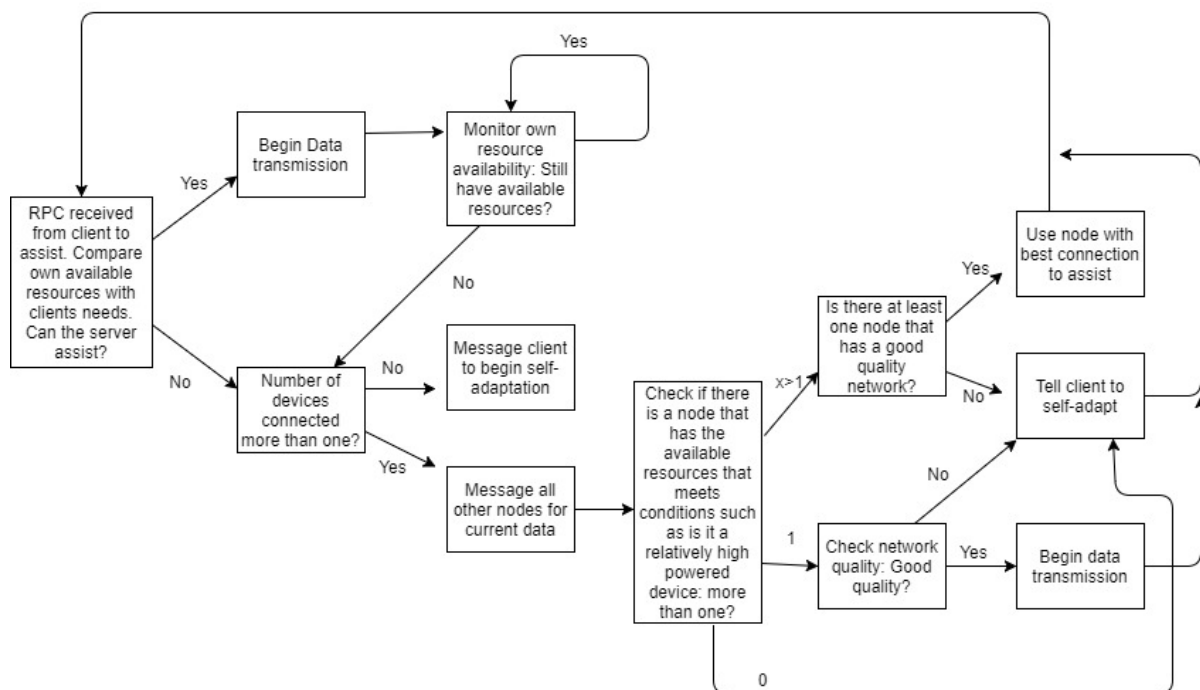 Yes
Begin Data
transmission
Monitor own
resource
availability: Still
have available
resources?
Yes
RPC received
from client to
assist. Compare
own available
resources with
clients needs.
Can the server
assist?
No
No
Number of
devices
connected
more than one?
No
Message client
to begin self-
adaptation
Yes
Message all
other nodes for
current data
Check if there
is a node that
has the
available
resources that
meets
conditions such
as is it a
relatively high
powered
device: more
than one?
x>1
Is there at least
one node that
has a good
quality
network?
Yes
Use node with
best connection
to assist
No
Tell client to
self-adapt
No
1
Check network
quality: Good
quality?
Yes
Begin data
transmission
0